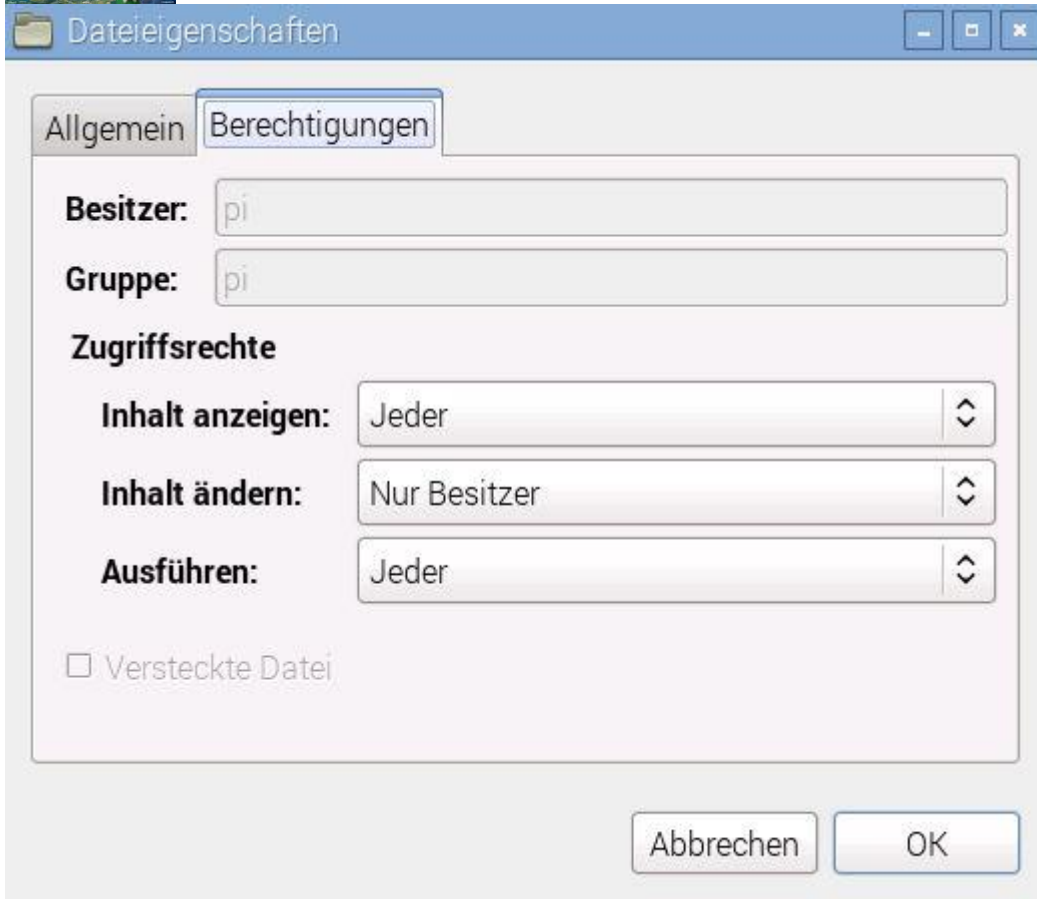 Dateieigenschaften
Allgemein Berechtigungen
Besitzer: pi
Gruppe: pi
Zugriffsrechte
Inhalt anzeigen: Jeder
Inhalt ändern: Nur Besitzer
Ausführen: Jeder
Versteckte Datei
Abbrechen OK